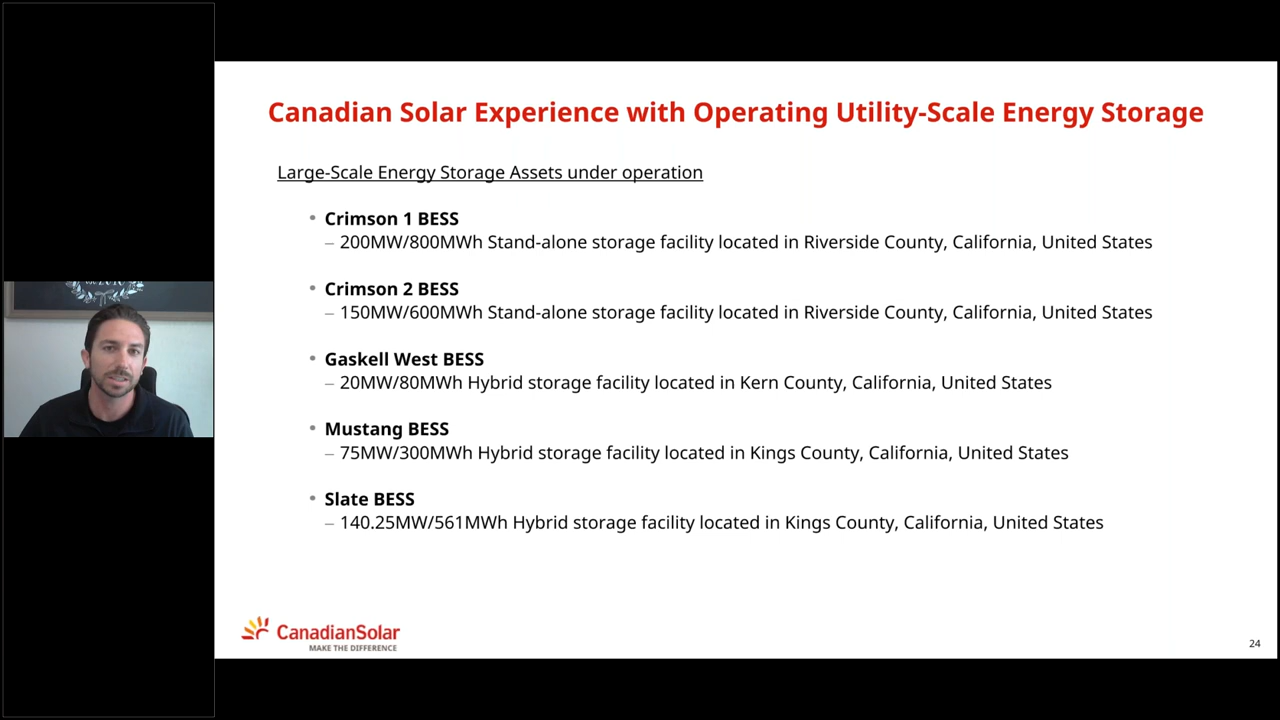 Canadian Solar Experience with Operating Utility-Scale Energy Storage
Large-Scale Energy Storage Assets under operation
• Crimson 1 BESS
– 200MW/800MWh Stand-alone storage facility located in Riverside County, California, United States
• Crimson 2 BESS
– 150MW/600MWh Stand-alone storage facility located in Riverside County, California, United States
• Gaskell West BESS
– 20MW/80MWh Hybrid storage facility located in Kern County, California, United States
• Mustang BESS
– 75MW/300MWh Hybrid storage facility located in Kings County, California, United States
• Slate BESS
– 140.25MW/561MWh Hybrid storage facility located in Kings County, California, United States
CanadianSolar
MAKE THE DIFFERENCE
24